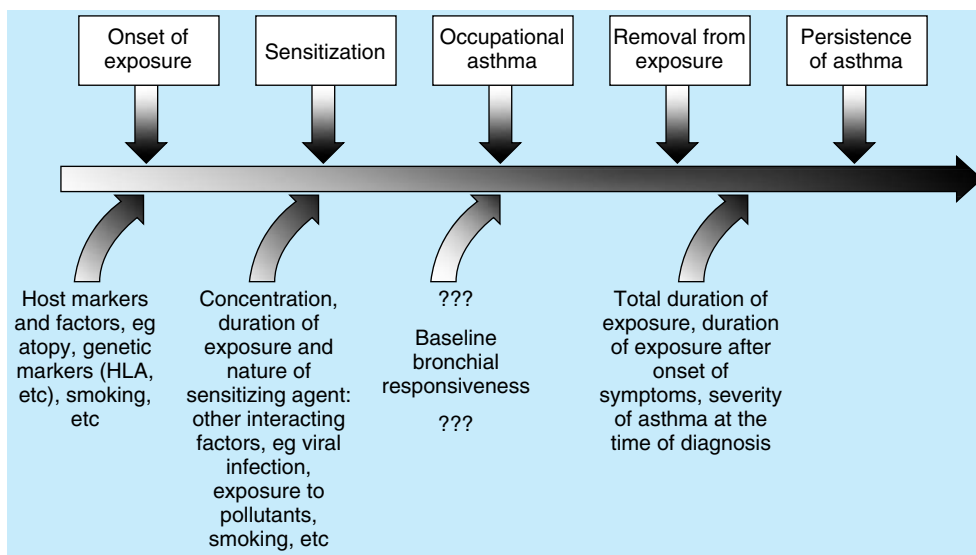 Onset of
exposure
Sensitization
Occupational
asthma
Removal from
exposure
Persistence
of asthma
Host markers
and factors, eg
atopy, genetic
markers (HLA,
etc), smoking,
etc
Concentration,
duration of
exposure and
nature of
sensitizing agent:
other interacting
factors, eg viral
infection,
exposure to
pollutants,
smoking, etc
???
Baseline
bronchial
responsiveness
???
Total duration of
exposure, duration
of exposure after
onset of
symptoms, severity
of asthma at the
time of diagnosis